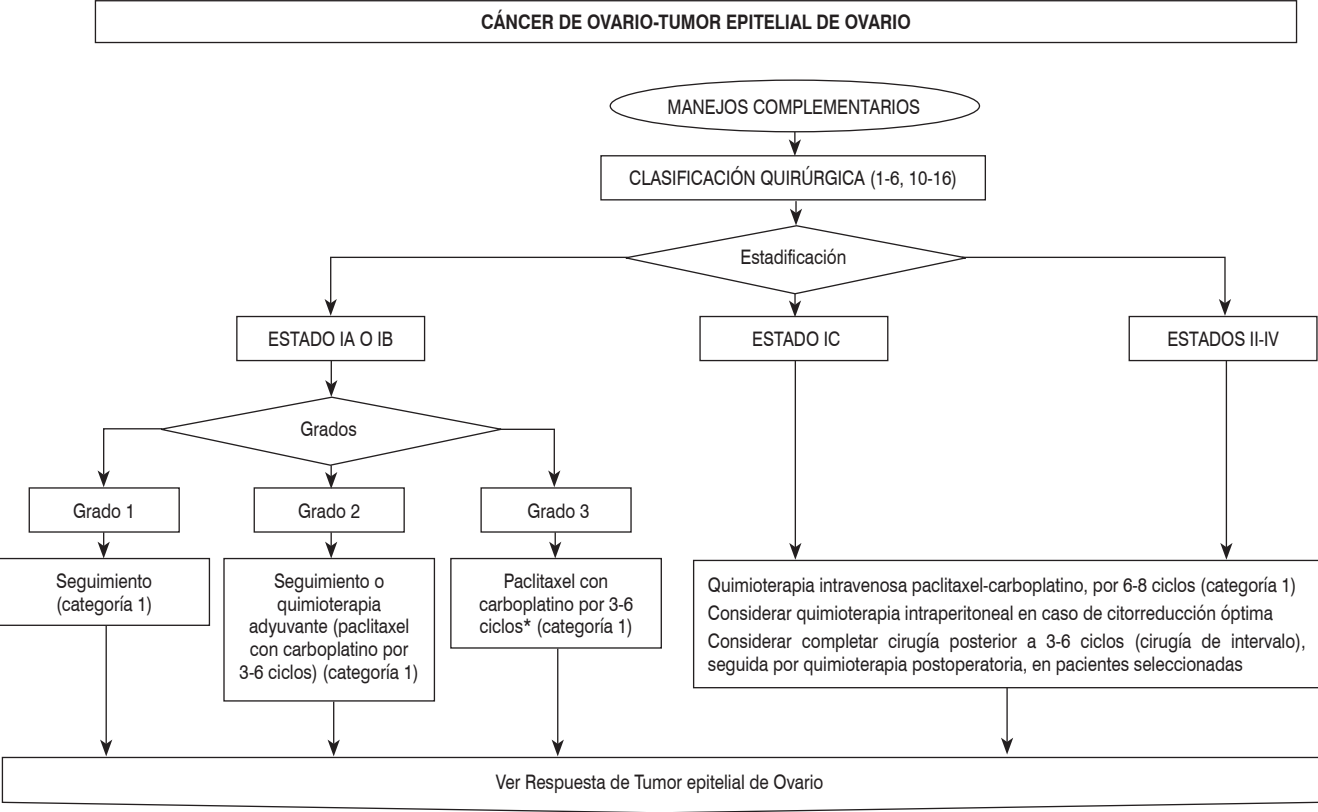 CÁNCER DE OVARIO-TUMOR EPITELIAL DE OVARIO
MANEJOS COMPLEMENTARIOS
CLASIFICACIÓN QUIRÚRGICA (1-6, 10-16)
Estadificación
ESTADO IA O IB
ESTADO IC
ESTADOS II-IV
Grados
Grado 1
Grado 2
Grado 3
Seguimiento
(categoría 1)
Seguimiento o
quimioterapia
adyuvante (paclitaxel
con carboplatino por
3-6 ciclos) (categoría 1)
Paclitaxel con
carboplatino por 3-6
ciclos* (categoría 1)
Quimioterapia intravenosa paclitaxel-carboplatino, por 6-8 ciclos (categoría 1)
Considerar quimioterapia intraperitoneal en caso de citorreducción óptima
Considerar completar cirugía posterior a 3-6 ciclos (cirugía de intervalo),
seguida por quimioterapia postoperatoria, en pacientes seleccionadas
Ver Respuesta de Tumor epitelial de Ovario